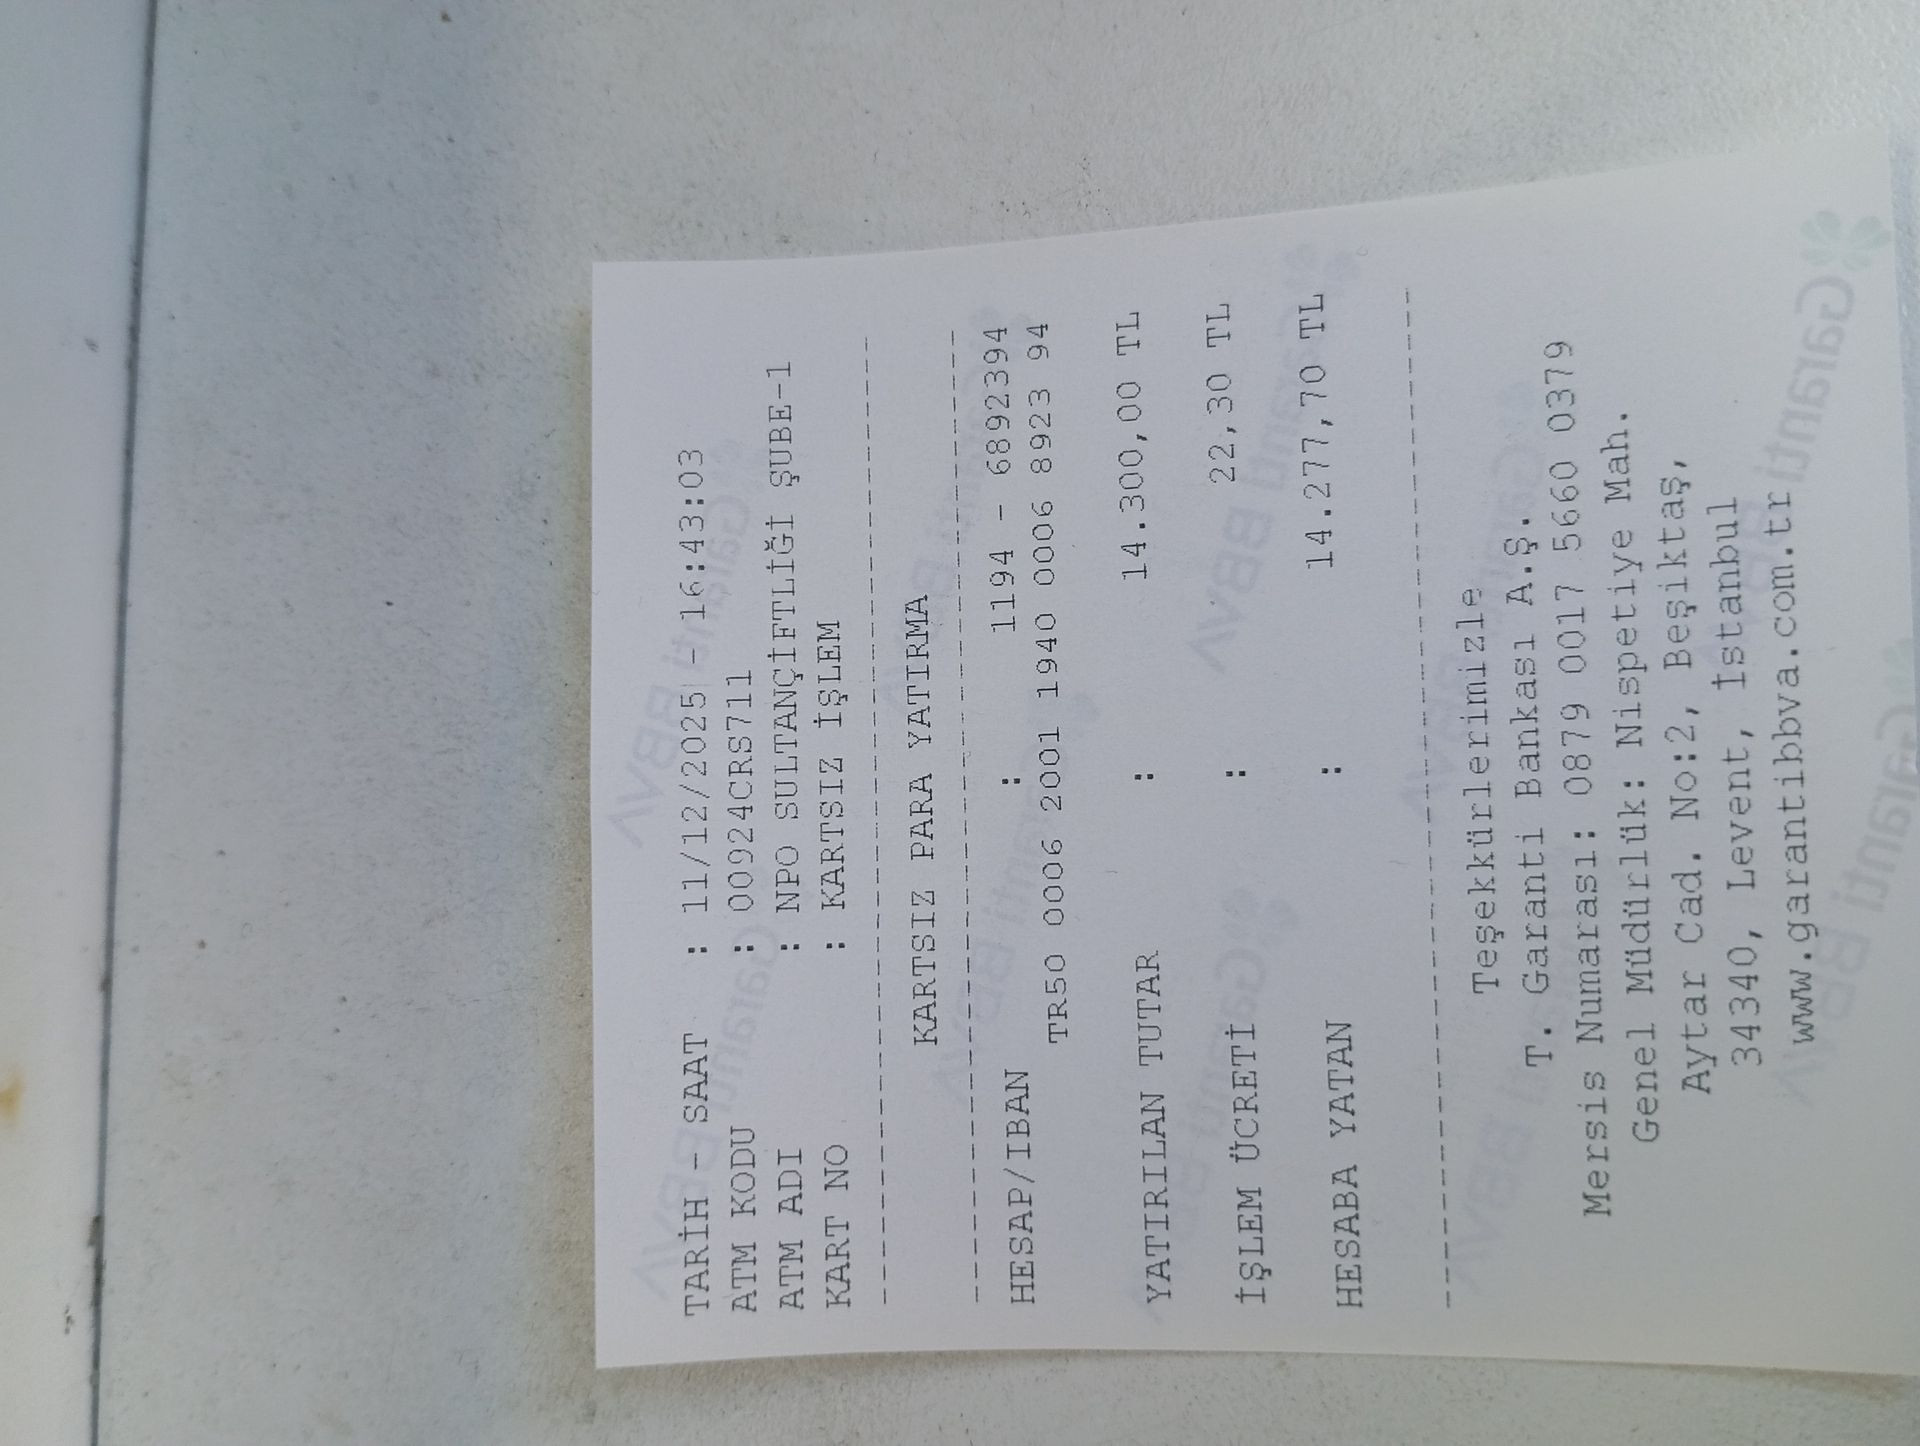 TARİH - SAAT : 11/12/2025 - 16:43:03
ATM KODU : 00924CRS711
ATM ADI : NPO SULTANÇİFTLİĞİ ŞUBE-1
KART NO : KARTSIZ İŞLEM
KARTSIZ PARA YATIRMA
HESAP/IBAN : 1194 - 6892394
TR50 0006 2001 1940 0006 8923 94
YATIRILAN TUTAR : 14.300,00 TL
İŞLEM ÜCRETİ : 22,30 TL
HESABA YATAN : 14.277,70 TL
Teşekkürlerimizle
T. Garanti Bankası A.Ş.
Mersis Numarası: 0879 0017 5660 0379
Genel Müdürlük: Nispetiye Mah.
Aytar Cad. No:2, Beşiktaş,
34340, Levent, İstanbul
www.garantibbva.com.tr